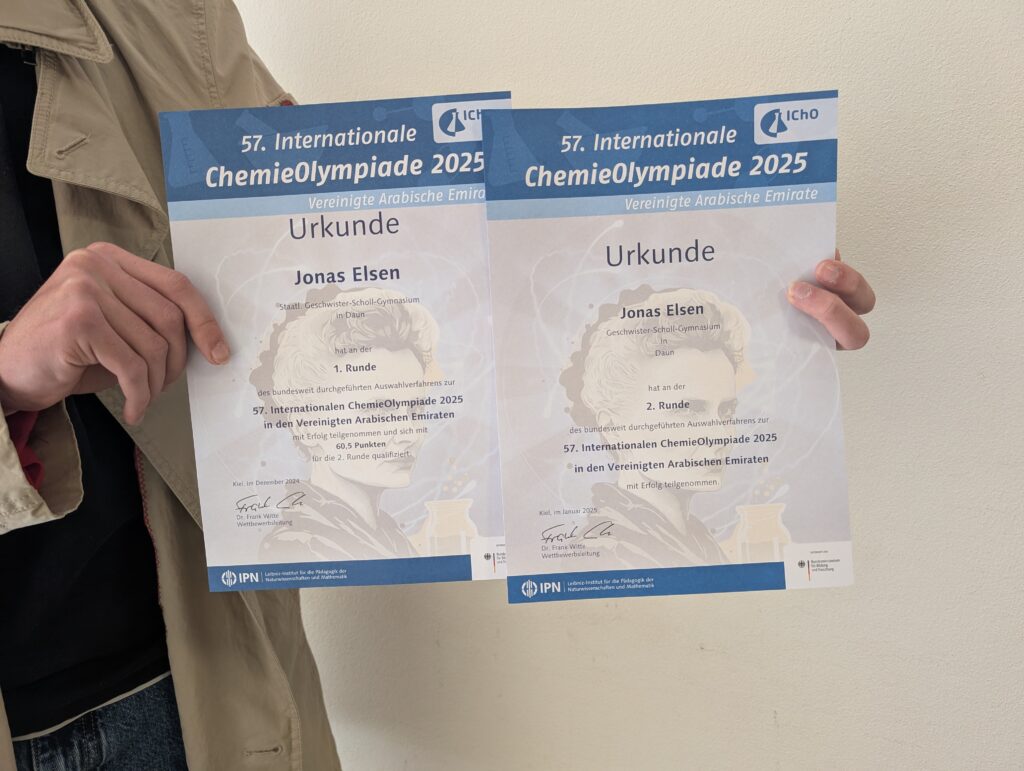 57. Internationale
ChemieOlympiade 2025
Vereinigte Arabische Emira
Urkunde
Jonas Elsen
Staatl. Geschwister-Scholl-Gymnasium
in Daun
hat an der
1. Runde
des bundesweit durchgeführten Auswahlverfahrens zur
57. Internationalen ChemieOlympiade 2025
in den Vereinigten Arabischen Emiraten
mit Erfolg teilgenommen und sich mit
60,5 Punkten
für die 2. Runde qualifiziert.
Kiel, im Dezember 2024
Dr. Frank Witte
Wettbewerbsleitung
IPN
Leibniz-Institut für die Pädagogik der
Naturwissenschaften und Mathematik
IChO
57. Internationale
ChemieOlympiade 2025
Vereinigte Arabische Emirate
Urkunde
Jonas Elsen
Geschwister-Scholl-Gymnasium
in
Daun
hat an der
2. Runde
des bundesweit durchgeführten Auswahlverfahrens zur
57. Internationalen ChemieOlympiade 2025
in den Vereinigten Arabischen Emiraten
mit Erfolg teilgenommen.
Kiel, im Januar 2025
Dr. Frank Witte
Wettbewerbsleitung
IPN
Leibniz-Institut für die Pädagogik der
Naturwissenschaften und Mathematik
Bundesministerium
für Bildung
und Forschung